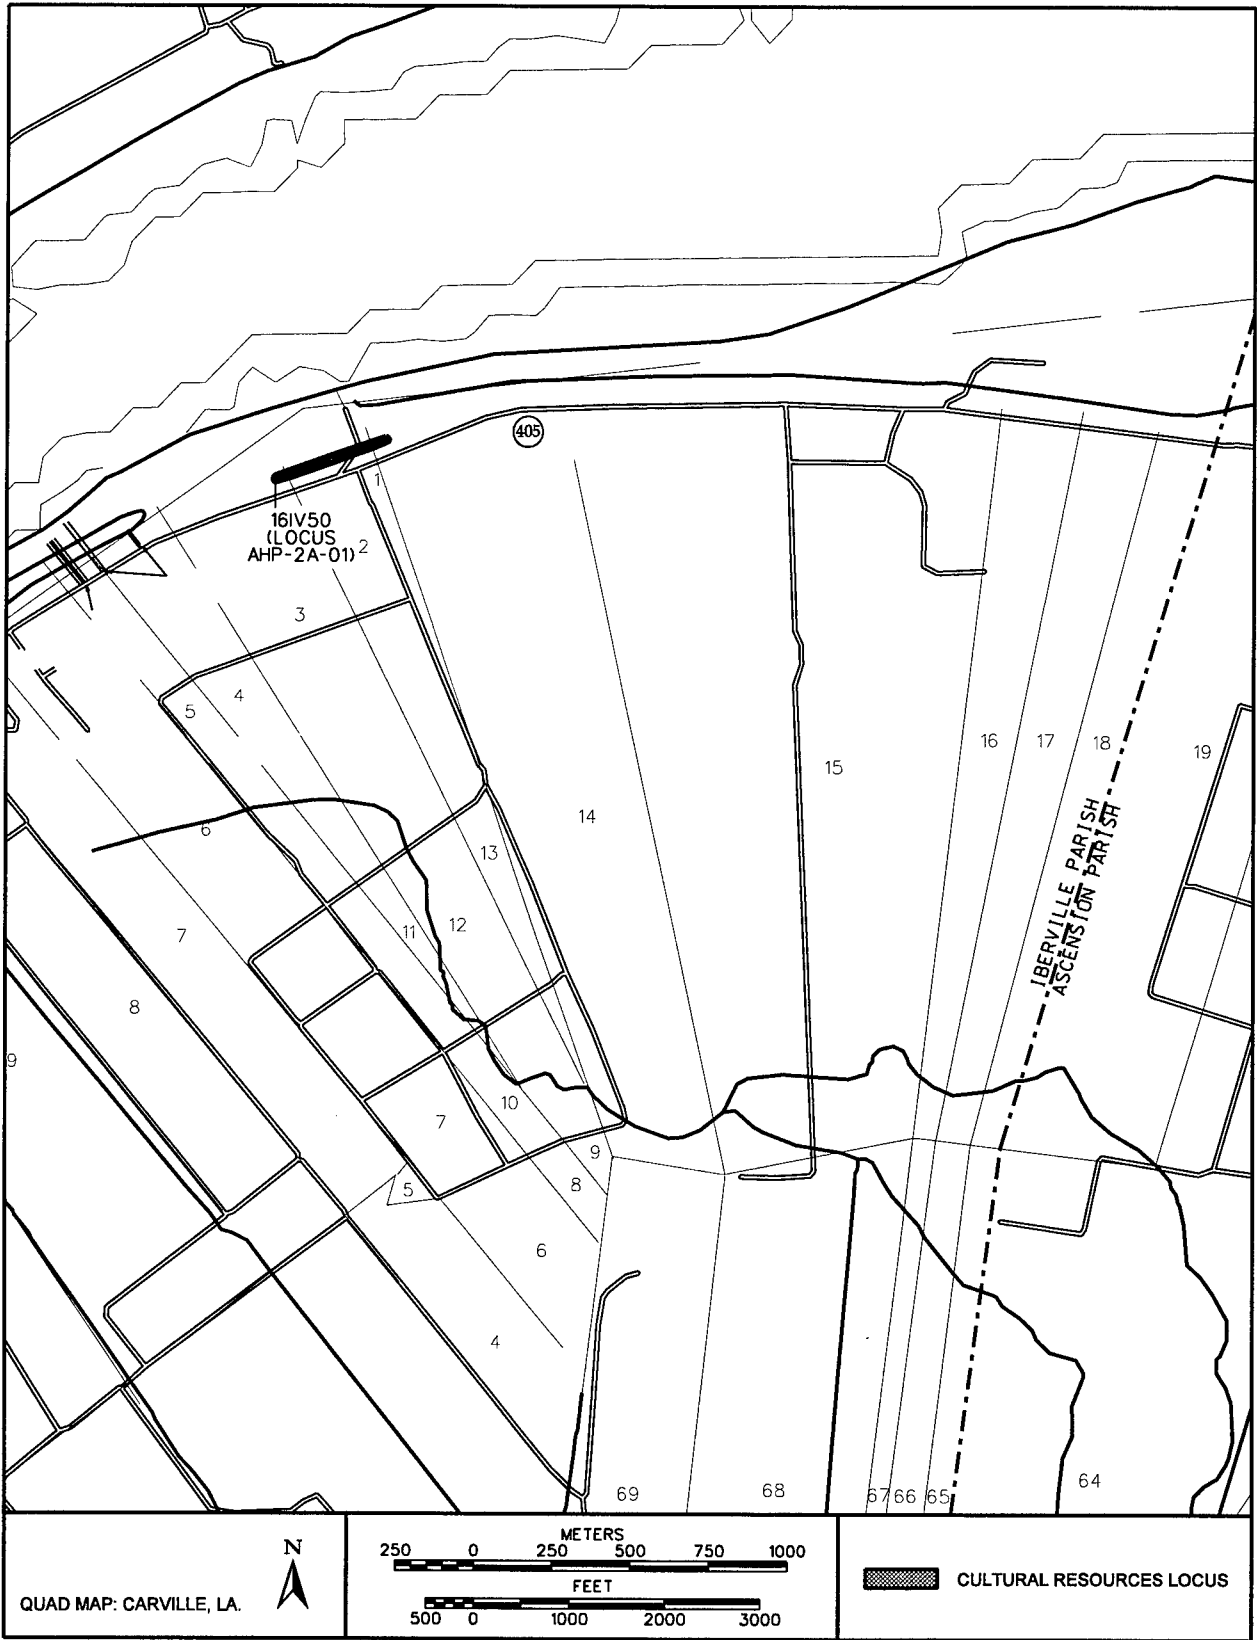 405
1
16IV50
(LOCUS
AHP-2A-01)
2
3
4
5
16
17
18
19
15
14
6
13
12
11
7
IBERVILLE PARISH
ASCENSION PARISH
8
9
10
7
9
8
5
6
4
69
68
67
66
65
64
N
QUAD MAP: CARVILLE, LA.
METERS
250 0 250 500 750 1000
FEET
500 0 1000 2000 3000
CULTURAL RESOURCES LOCUS